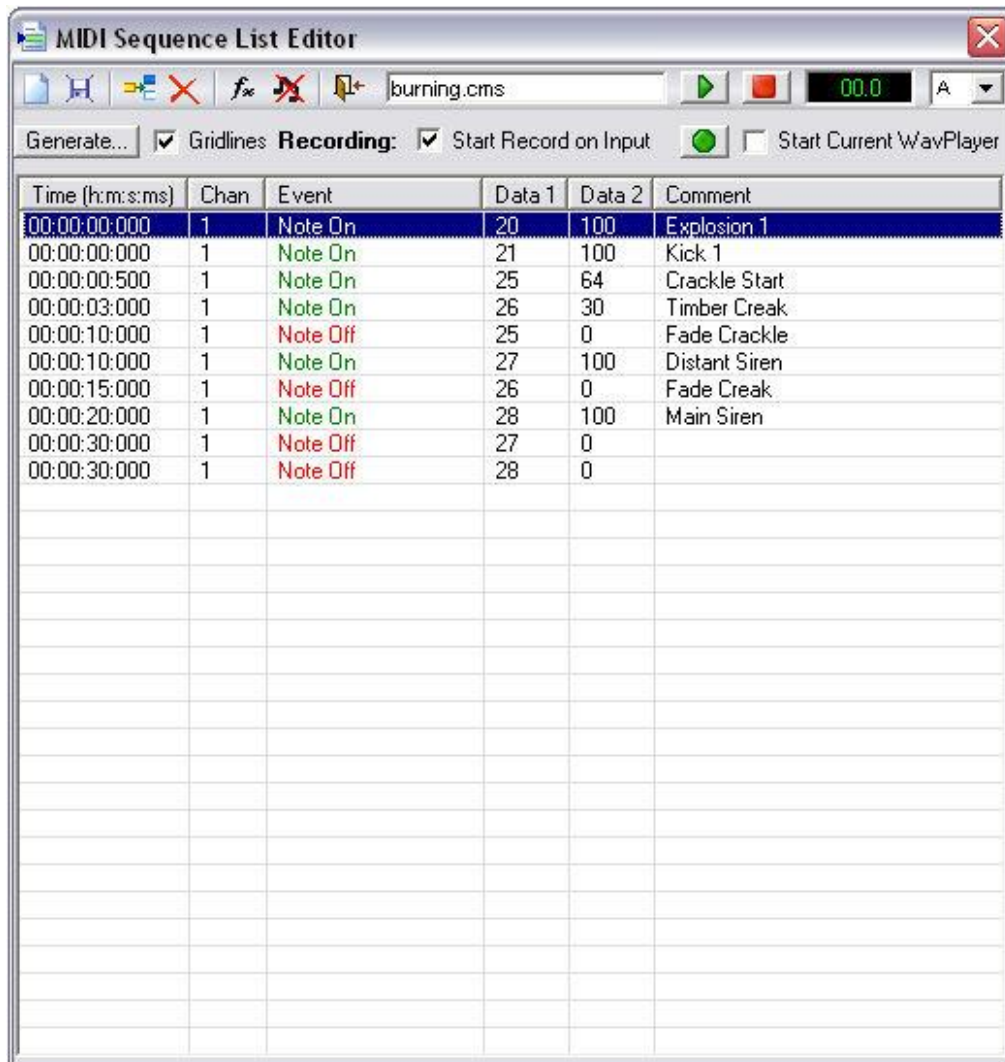 MIDI Sequence List Editor
burning.cms 00.0 A
Generate... Gridlines Recording: Start Record on Input Start Current WavPlayer
Time (h:m:s:ms) Chan Event Data 1 Data 2 Comment
00:00:00:000 1 Note On 20 100 Explosion 1
00:00:00:000 1 Note On 21 100 Kick 1
00:00:00:500 1 Note On 25 64 Crackle Start
00:00:03:000 1 Note On 26 30 Timber Creak
00:00:10:000 1 Note Off 25 0 Fade Crackle
00:00:10:000 1 Note On 27 100 Distant Siren
00:00:15:000 1 Note Off 26 0 Fade Creak
00:00:20:000 1 Note On 28 100 Main Siren
00:00:30:000 1 Note Off 27 0
00:00:30:000 1 Note Off 28 0